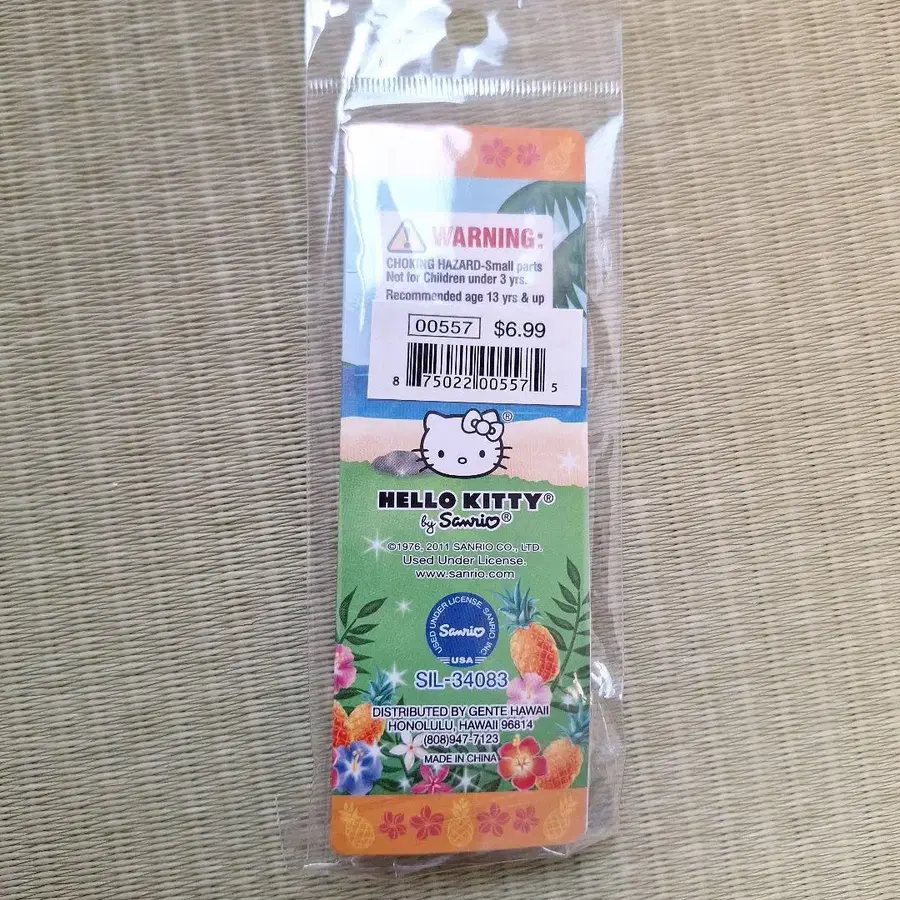 WARNING:
CHOKING HAZARD-Small parts
Not for Children under 3 yrs.
Recommended age 13 yrs & up
00557 $6.99
8 75022 00557 5
HELLO KITTY®
by Sanrio®
©1976, 2011 SANRIO CO., LTD.
Used Under License.
www.sanrio.com
USED UNDER LICENSE. SANRIO, INC.
Sanrio
USA
SIL-34083
DISTRIBUTED BY GENTE HAWAII
HONOLULU, HAWAII 96814
(808)947-7123
MADE IN CHINA